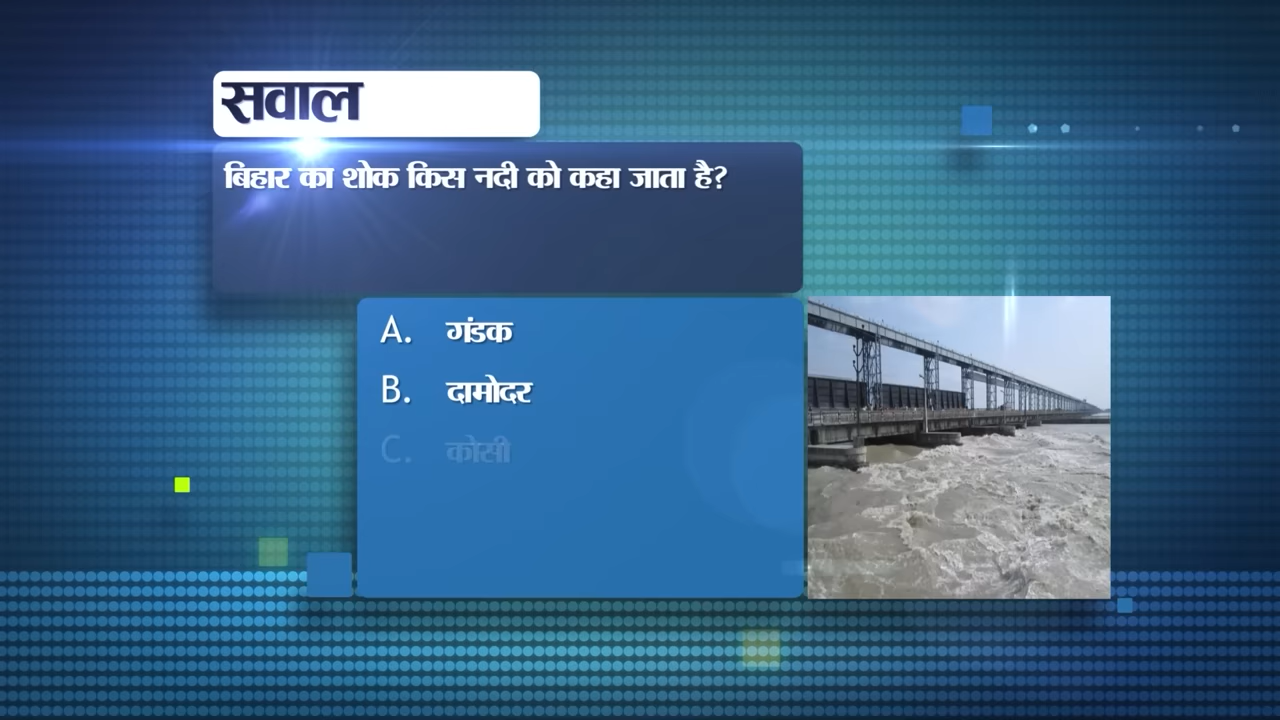 सवाल
बिहार का शोक किस नदी को कहा जाता है?
A. गंडक
B. दामोदर
C. कोसी